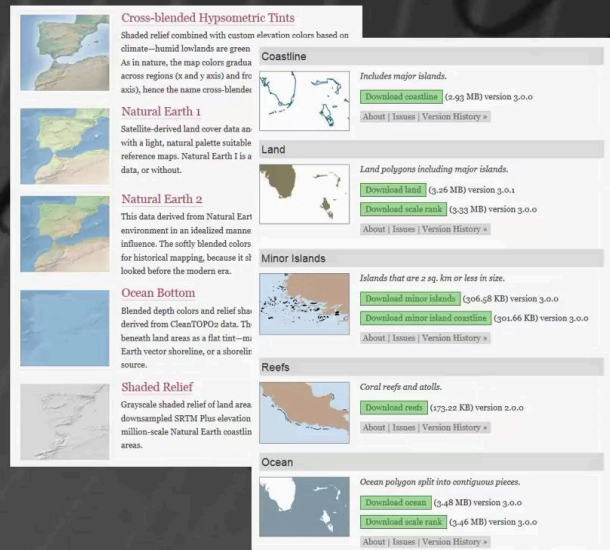 Cross-blended Hypsometric Tints
Shaded relief combined with custom elevation colors based on
climate—humid lowlands are green
As in nature, the map colors gradua
across regions (x and y axis) and fro
axis), hence the name cross-blended
Natural Earth 1
Satellite-derived land cover data an
with a light, natural palette suitable
reference maps. Natural Earth I is a
data, or without.
Natural Earth 2
This data derived from Natural Eart
environment in an idealized manne
influence. The softly blended colors
for historical mapping, because it sh
looked before the modern era.
Ocean Bottom
Blended depth colors and relief shad
derived from CleanTOPO2 data. The
beneath land areas as a flat tint—ma
Earth vector shoreline, or a shorelin
source.
Shaded Relief
Grayscale shaded relief of land area
downsampled SRTM Plus elevation
million-scale Natural Earth coastlin
areas.
Coastline
Includes major islands.
Download coastline (2.93 MB) version 3.0.0
About | Issues | Version History »
Land
Land polygons including major islands.
Download land (3.26 MB) version 3.0.1
Download scale rank (3.33 MB) version 3.0.0
About | Issues | Version History »
Minor Islands
Islands that are 2 sq. km or less in size.
Download minor islands (306.58 KB) version 3.0.0
Download minor island coastline (301.66 KB) version 3.0.0
About | Issues | Version History »
Reefs
Coral reefs and atolls.
Download reefs (173.22 KB) version 2.0.0
About | Issues | Version History »
Ocean
Ocean polygon split into contiguous pieces.
Download ocean (3.48 MB) version 3.0.0
Download scale rank (3.46 MB) version 3.0.0
About | Issues | Version History »